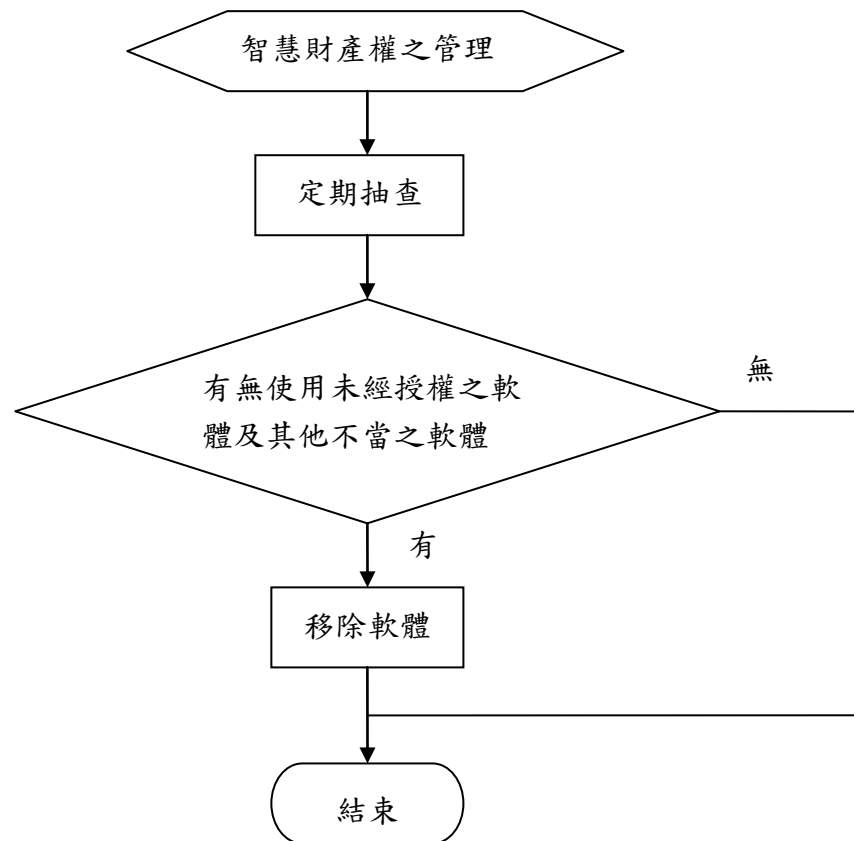 智慧財產權之管理
定期抽查
有無使用未經授權之軟
體及其他不當之軟體
無
有
移除軟體
結束